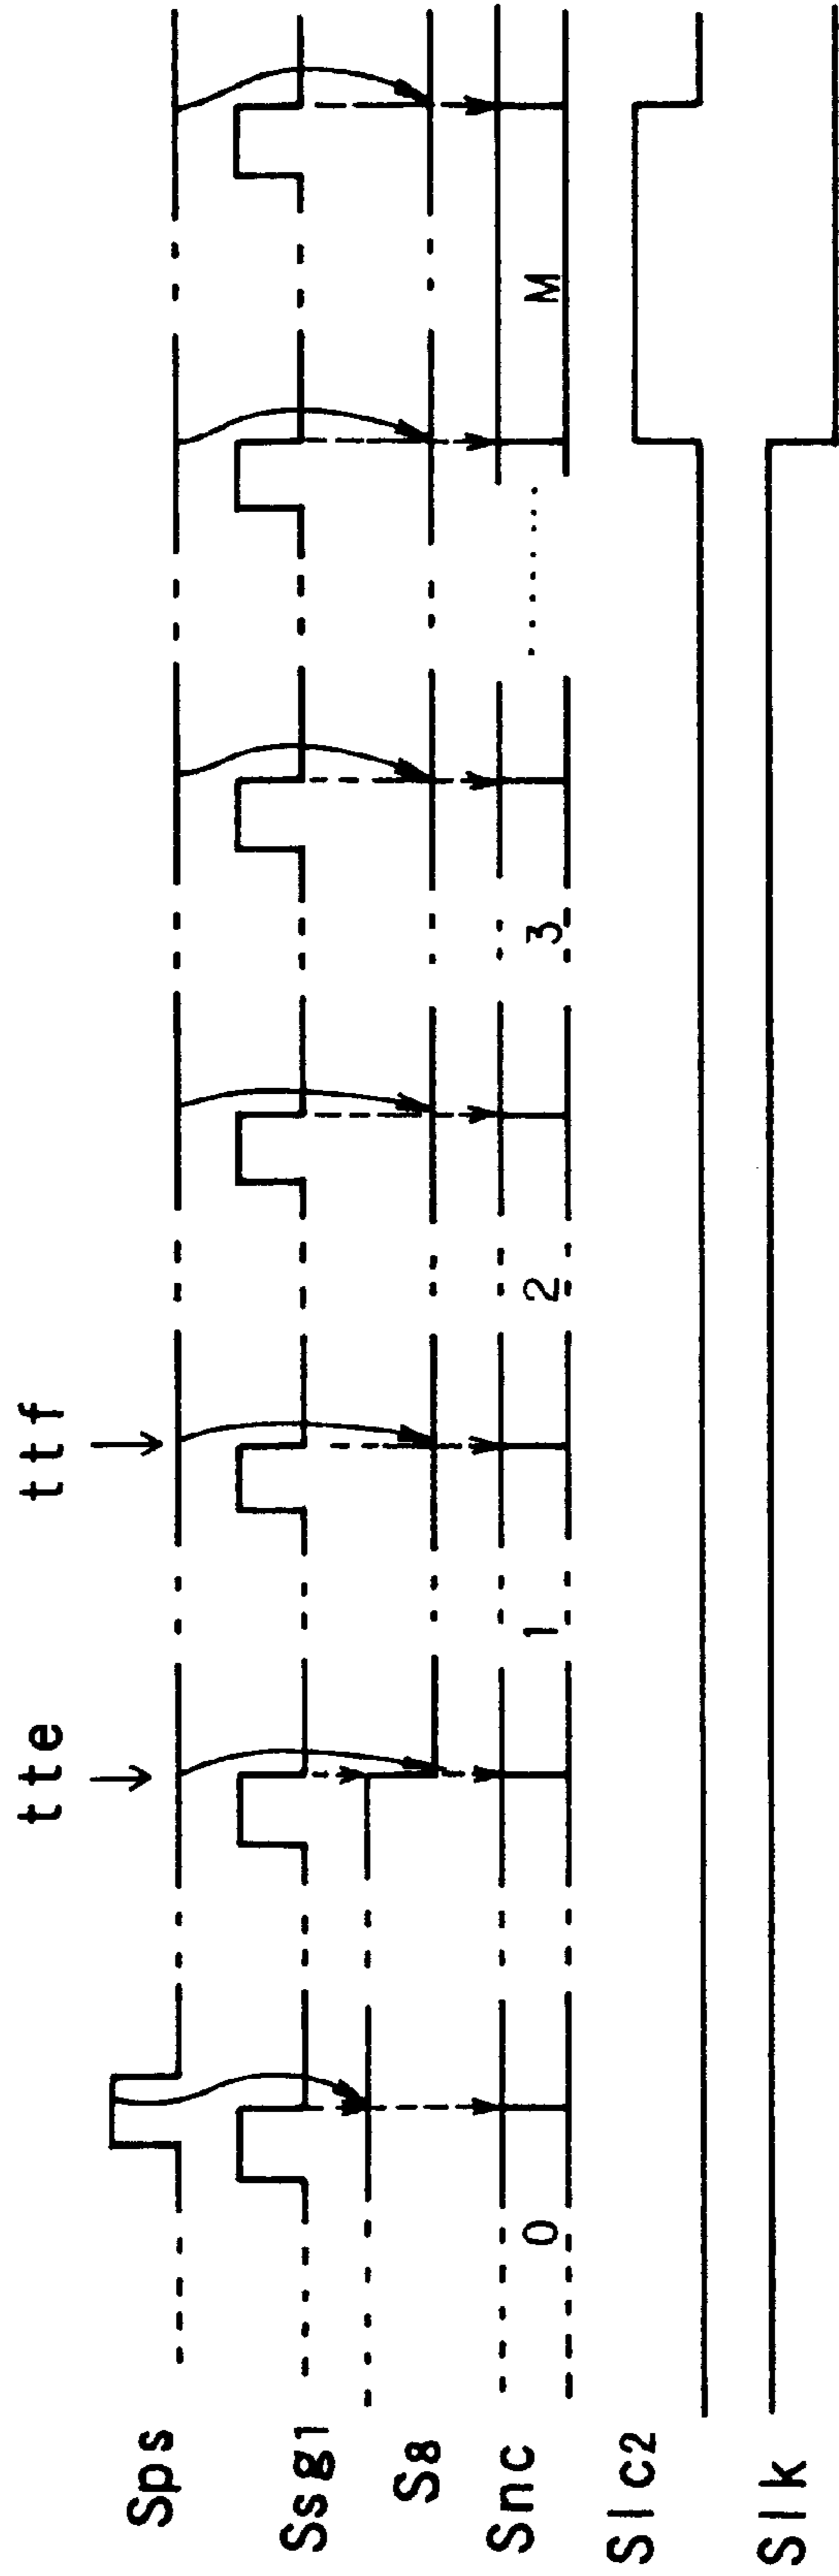 tte ttf
Sps
Ssg1
S8
Snc 0 1 2 3 ........ M
Slc2
Slk